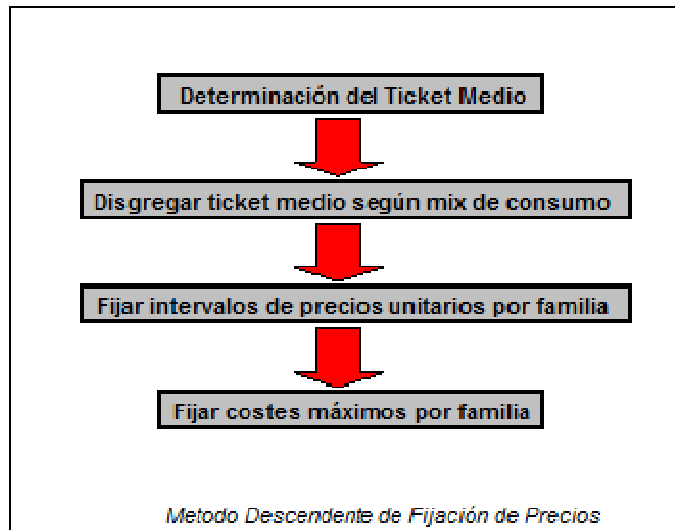 Determinación del Ticket Medio
Disgregar ticket medio según mix de consumo
Fijar intervalos de precios unitarios por familia
Fijar costes máximos por familia
Metodo Descendente de Fijación de Precios